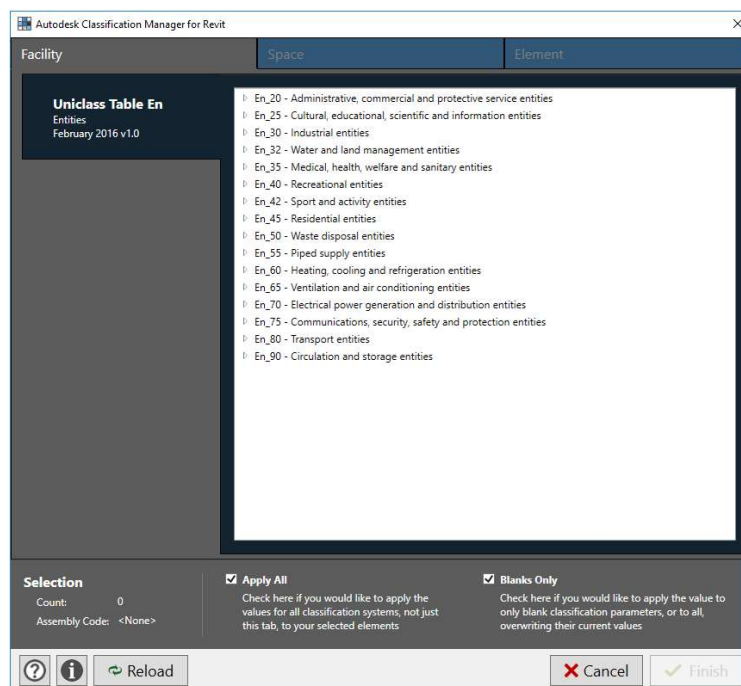 Autodesk Classification Manager for Revit
Facility
Space
Element
Uniclass Table En
Entities
February 2016 v1.0
En_20 - Administrative, commercial and protective service entities
En_25 - Cultural, educational, scientific and information entities
En_30 - Industrial entities
En_32 - Water and land management entities
En_35 - Medical, health, welfare and sanitary entities
En_40 - Recreational entities
En_42 - Sport and activity entities
En_45 - Residential entities
En_50 - Waste disposal entities
En_55 - Piped supply entities
En_60 - Heating, cooling and refrigeration entities
En_65 - Ventilation and air conditioning entities
En_70 - Electrical power generation and distribution entities
En_75 - Communications, security, safety and protection entities
En_80 - Transport entities
En_90 - Circulation and storage entities
Selection
Count: 0
Assembly Code: <None>
Apply All
Check here if you would like to apply the
values for all classification systems, not just
this tab, to your selected elements
Blanks Only
Check here if you would like to apply the value to
only blank classification parameters, or to all,
overwriting their current values
Reload
Cancel
Finish